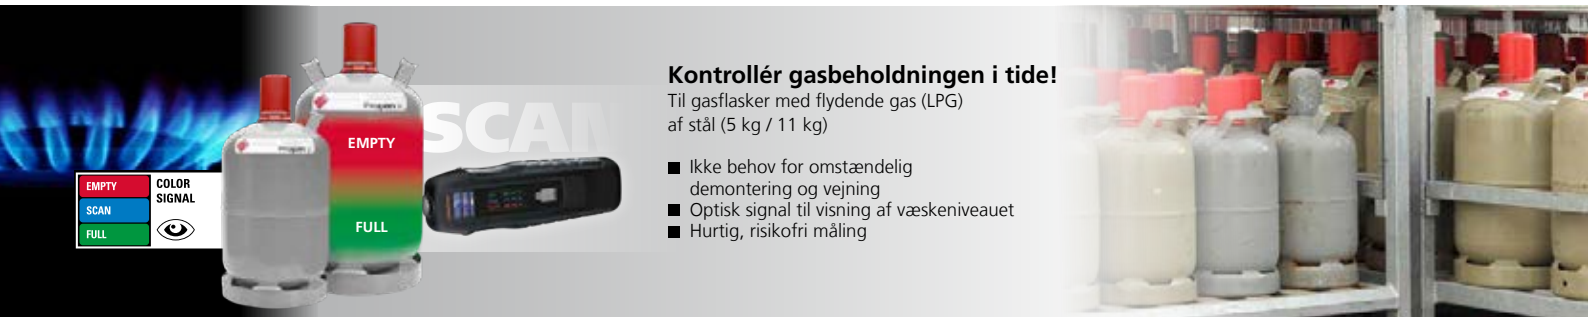 Kontrollér gasbeholdningen i tide!
Til gasflasker med flydende gas (LPG)
af stål (5 kg / 11 kg)
■ Ikke behov for omstændelig
demontering og vejning
■ Optisk signal til visning af væskeniveauet
■ Hurtig, risikofri måling
SCAN
EMPTY
FULL
EMPTY
SCAN
FULL
COLOR
SIGNAL